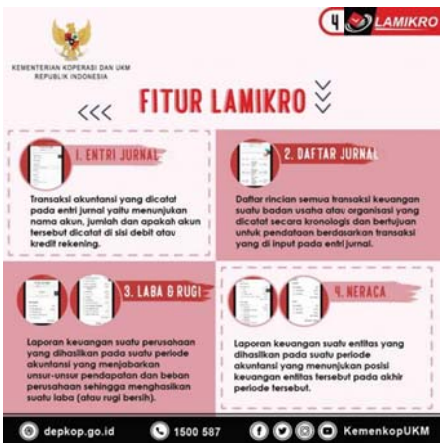 4 LAMIKRO
KEMENTERIAN KOPERASI DAN UKM
REPUBLIK INDONESIA
<<< FITUR LAMIKRO
1. ENTRI JURNAL
Transaksi akuntansi yang dicatat
pada entri jurnal yaitu menunjukan
nama akun, jumlah dan apakah akun
tersebut dicatat di sisi debit atau
kredit rekening.
2. DAFTAR JURNAL
Daftar rincian semua transaksi keuangan
suatu badan usaha atau organisasi yang
dicatat secara kronologis dan bertujuan
untuk pendataan berdasarkan transaksi
yang di input pada entri jurnal.
3. LABA & RUGI
Laporan keuangan suatu perusahaan
yang dihasilkan pada suatu periode
akuntansi yang menjabarkan
unsur-unsur pendapatan dan beban
perusahaan sehingga menghasilkan
suatu laba (atau rugi bersih).
4. NERACA
Laporan keuangan suatu entitas yang
dihasilkan pada suatu periode
akuntansi yang menunjukan posisi
keuangan entitas tersebut pada akhir
periode tersebut.
depkop.go.id 1500 587 KemenkopUKM